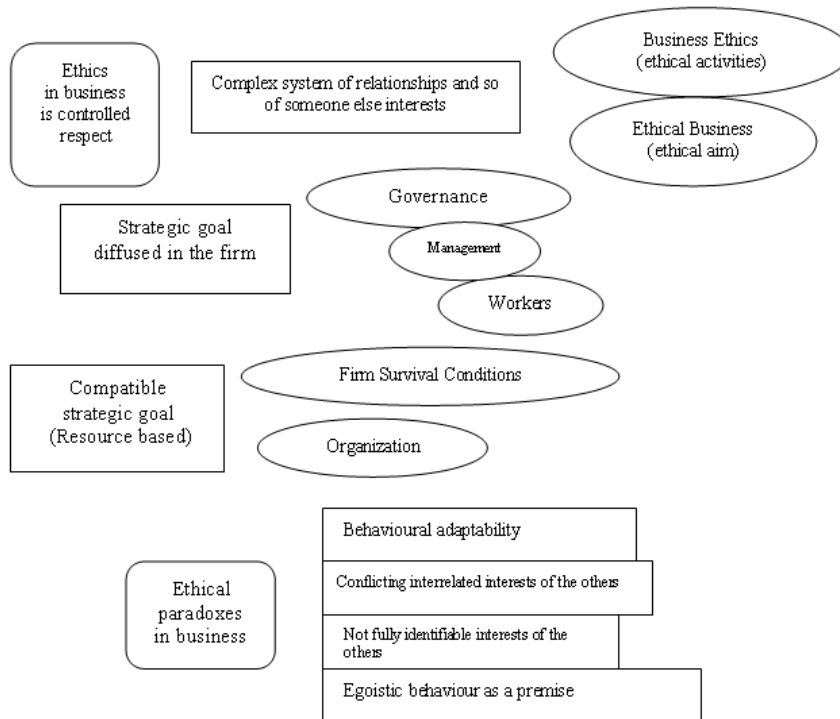 Ethics
in business
is controlled
respect
Complex system of relationships and so
of someone else interests
Business Ethics
(ethical activities)
Ethical Business
(ethical aim)
Strategic goal
diffused in the firm
Governance
Management
Workers
Compatible
strategic goal
(Resource based)
Firm Survival Conditions
Organization
Ethical
paradoxes
in business
Behavioural adaptability
Conflicting interrelated interests of the others
Not fully identifiable interests of the
others
Egoistic behaviour as a premise